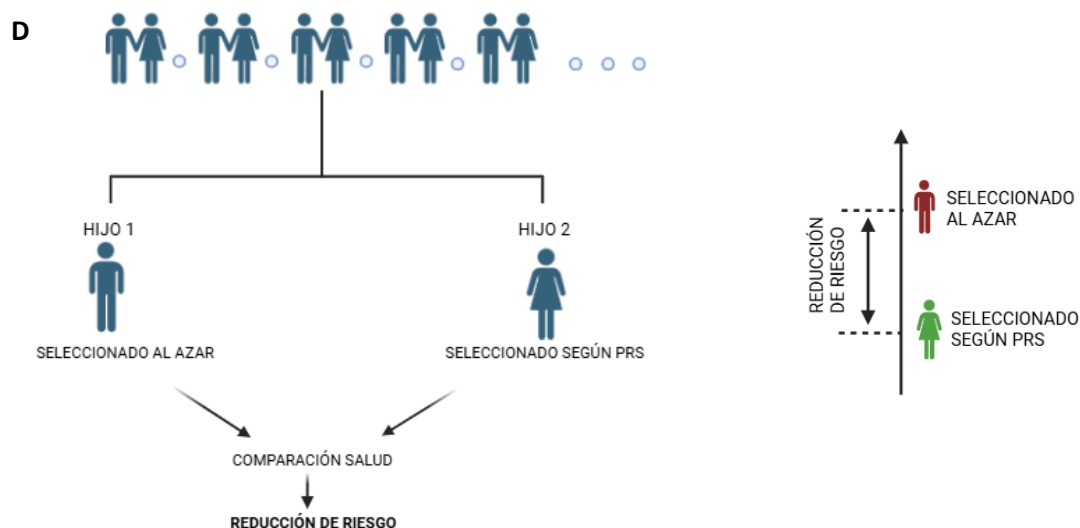 D
HIJO 1
HIJO 2
SELECCIONADO AL AZAR
SELECCIONADO SEGÚN PRS
COMPARACIÓN SALUD
REDUCCIÓN DE RIESGO
REDUCCIÓN
DE RIESGO
SELECCIONADO
AL AZAR
SELECCIONADO
SEGÚN PRS